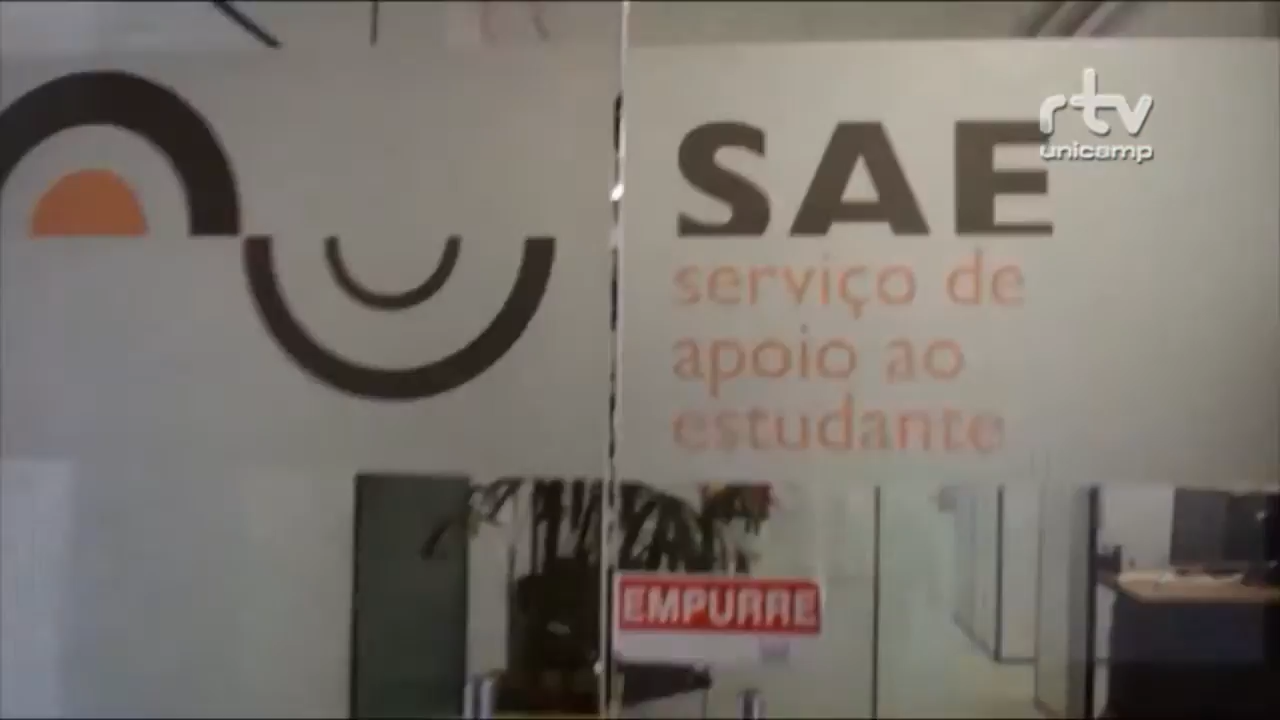 SAE
rtv
unicamp
serviço de
apoio ao
estudante
EMPURRE